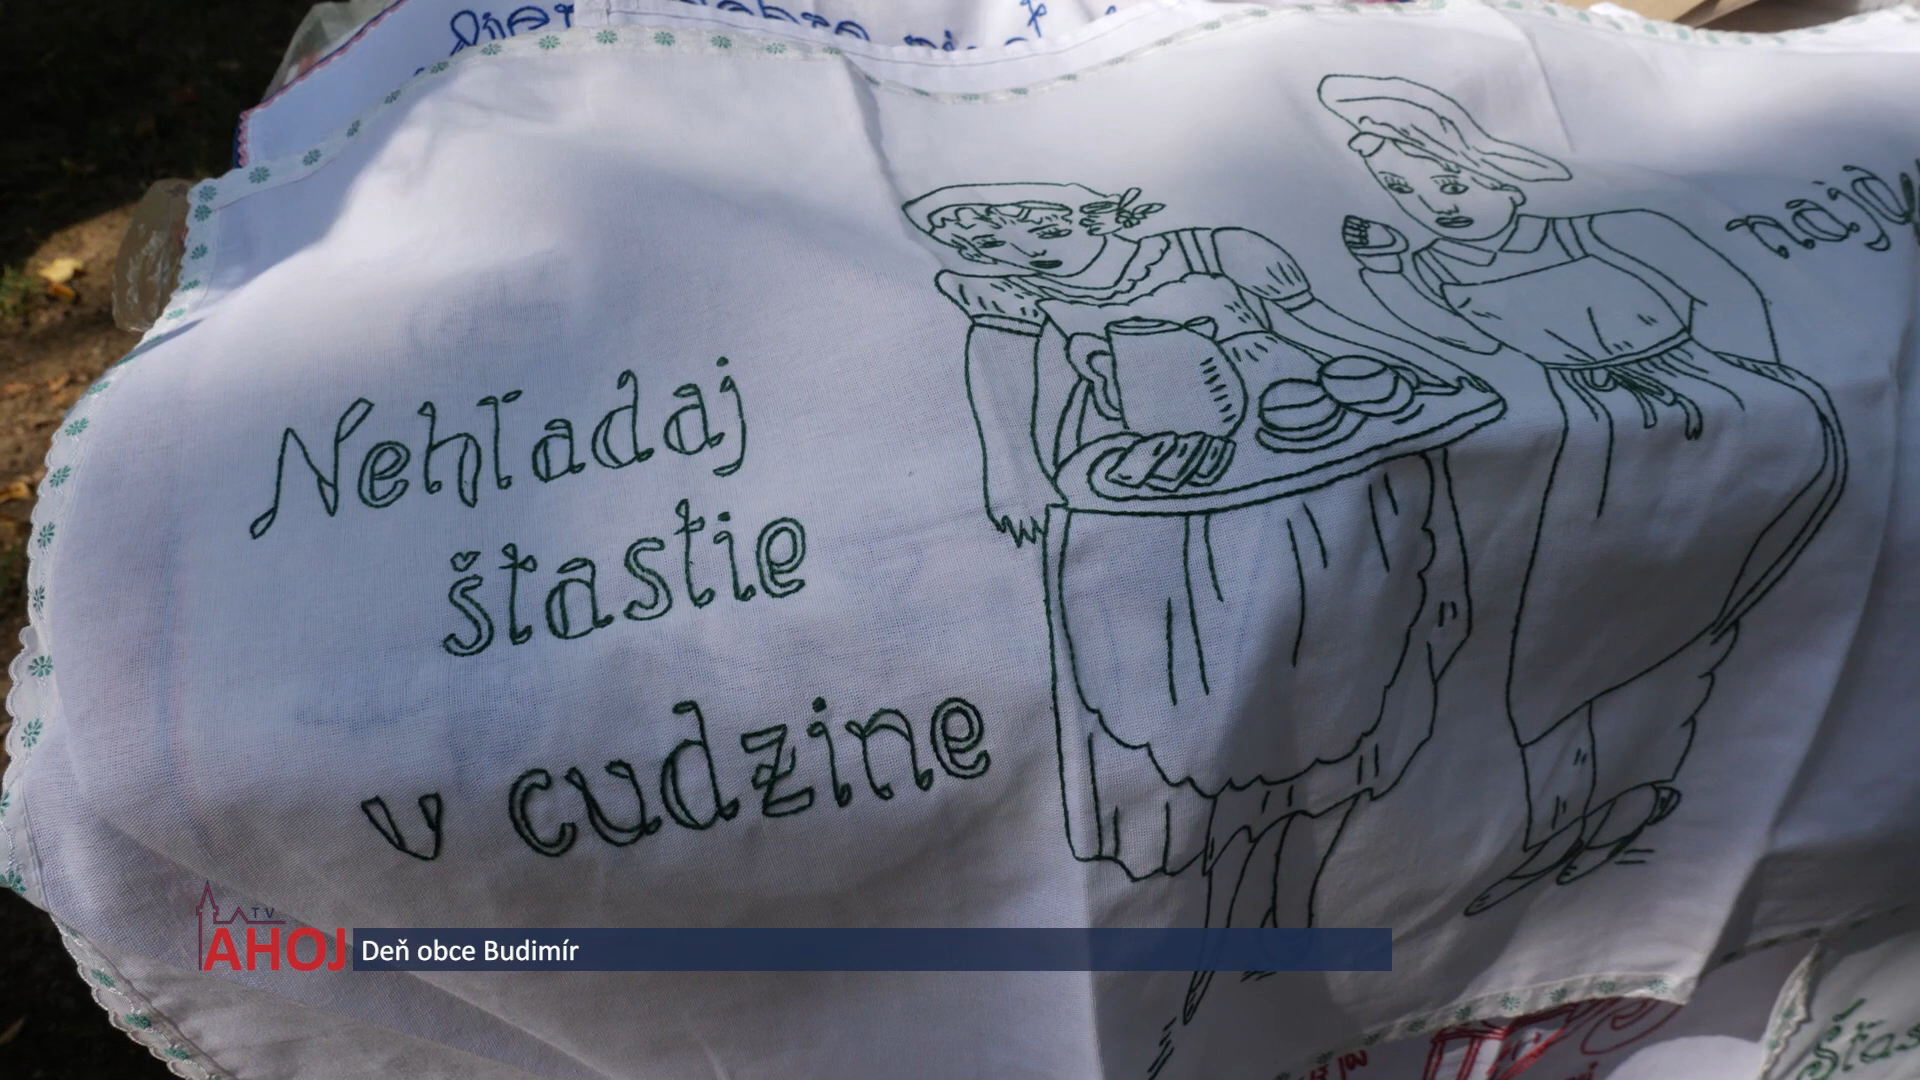 Nehľadaj
šťastie
v cudzine
TV
AHOJ
Deň obce Budimír